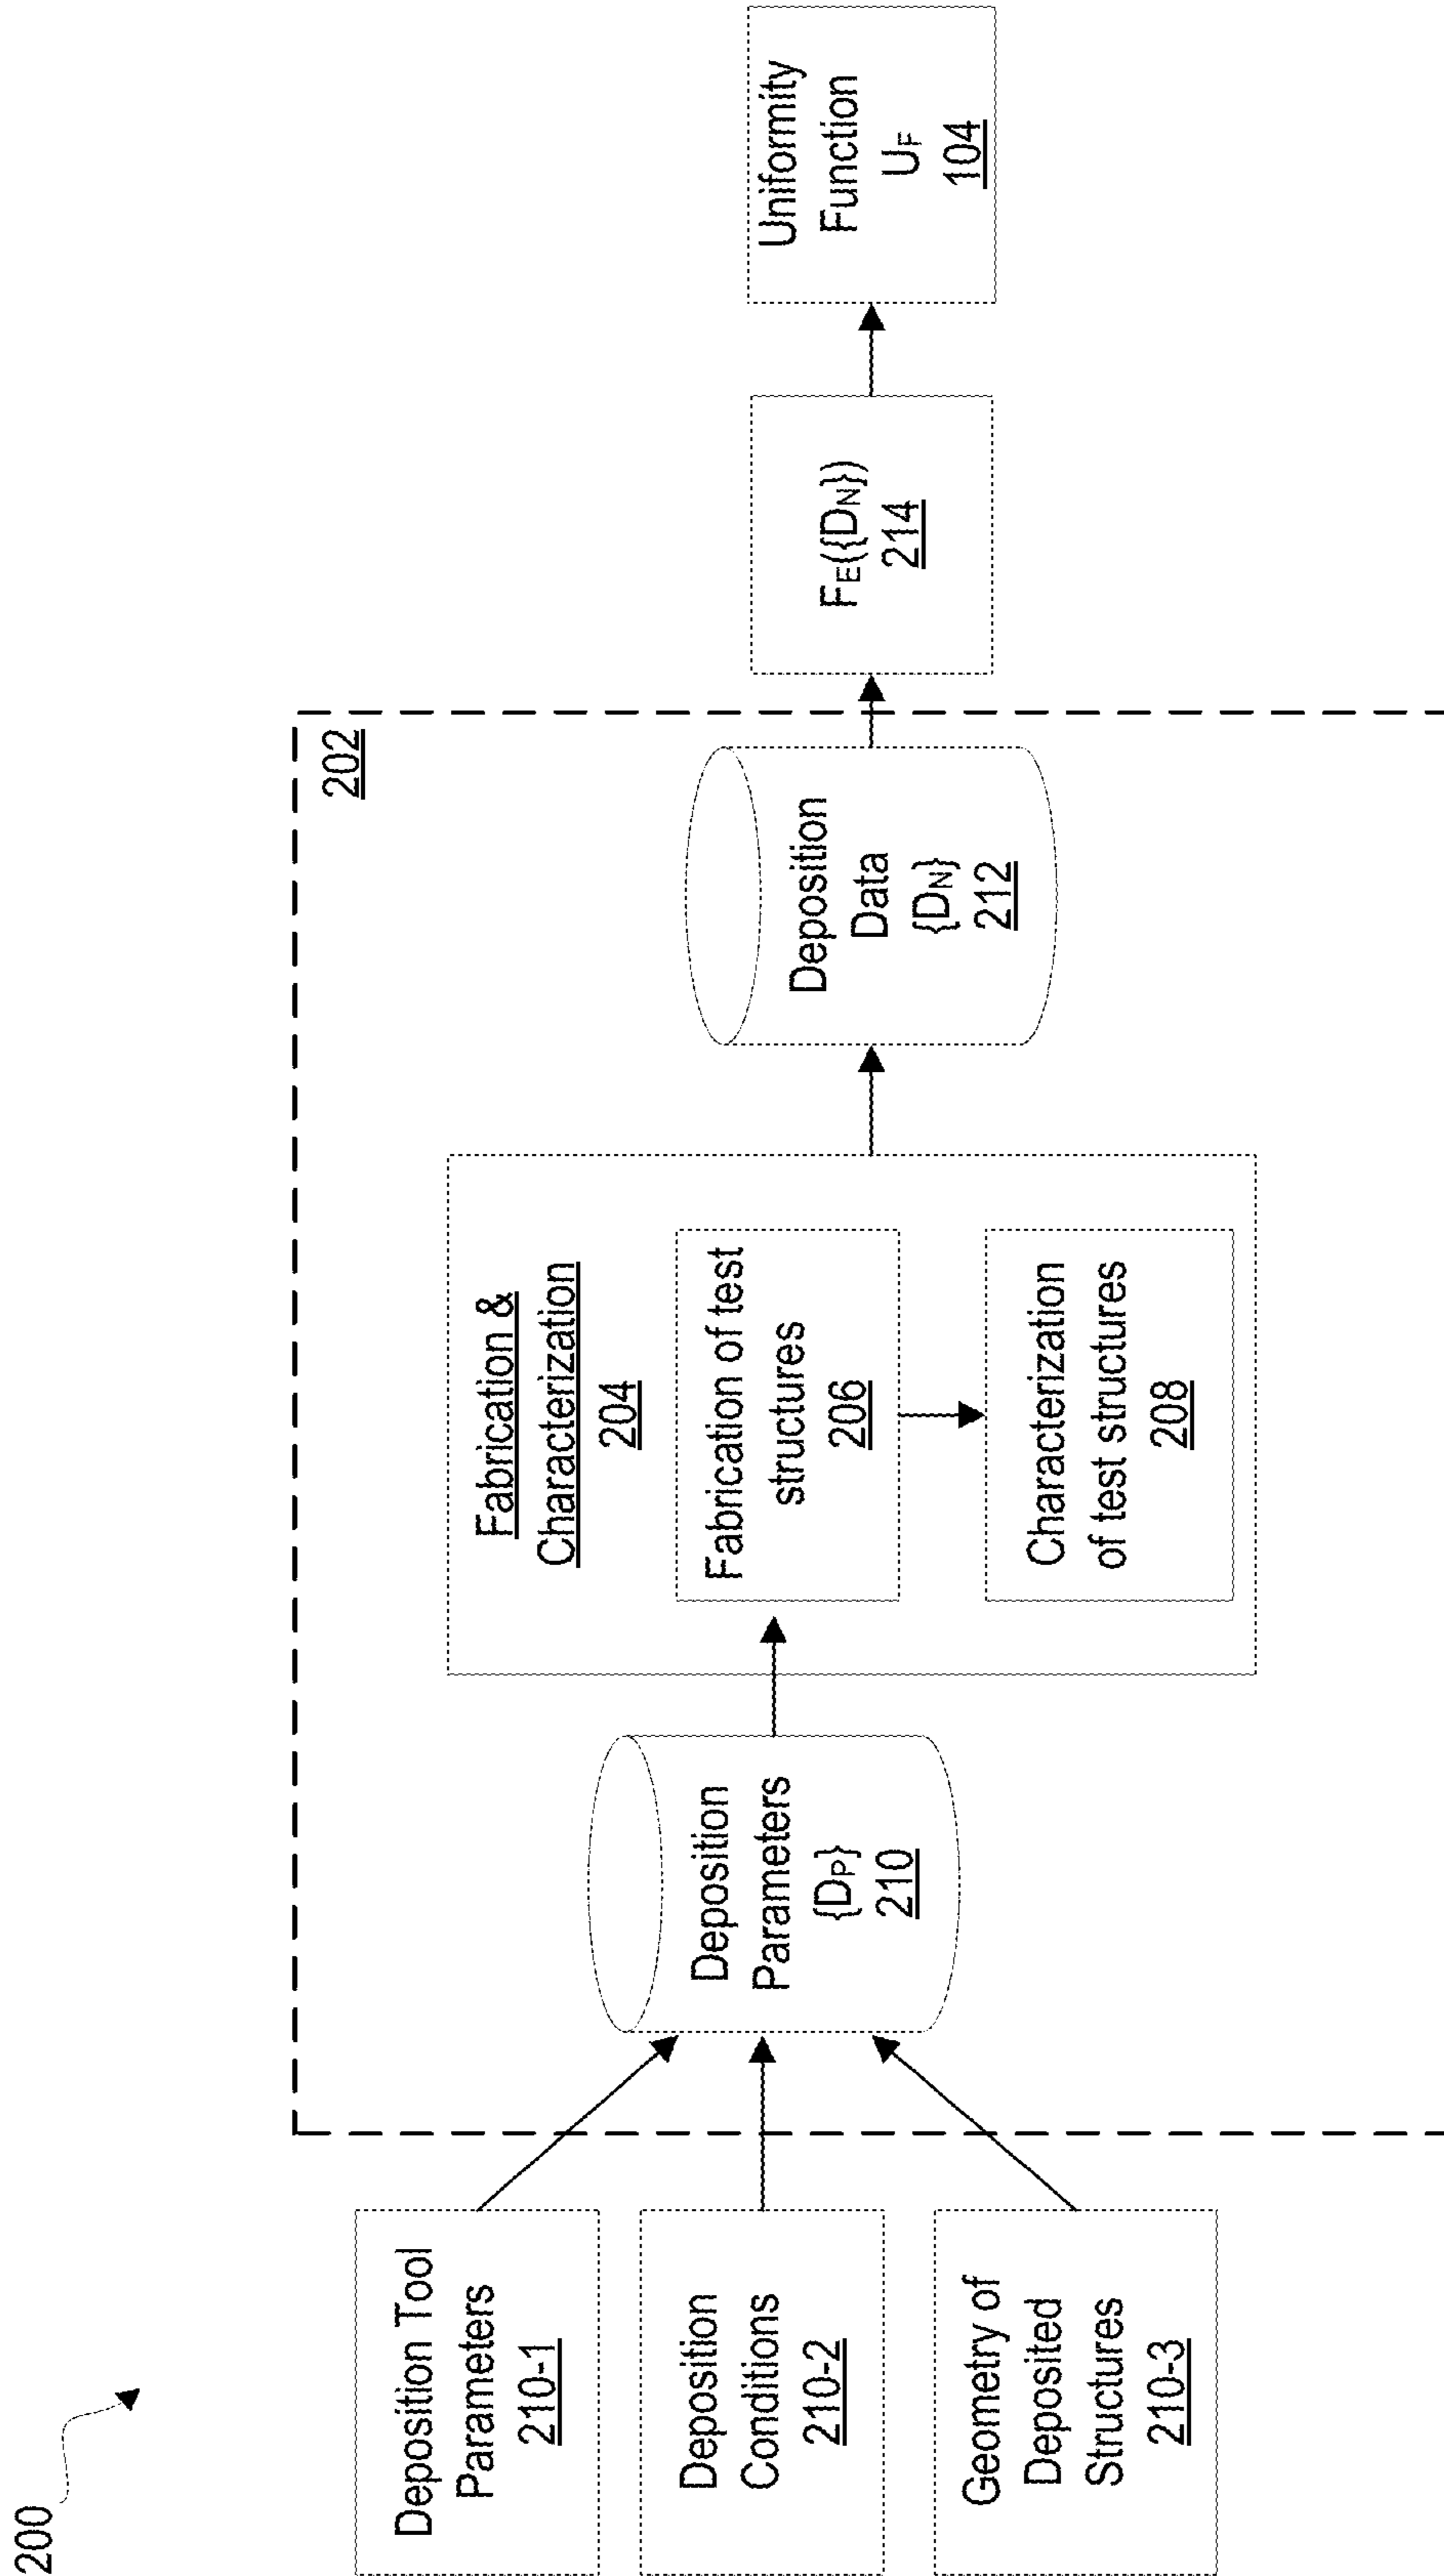 200
202
Deposition Tool
Parameters
210-1
Deposition
Conditions
210-2
Geometry of
Deposited
Structures
210-3
Deposition
Parameters
{DP}
210
Fabrication &
Characterization
204
Fabrication of test
structures
206
Characterization
of test structures
208
Deposition
Data
{DN}
212
FE({DN})
214
Uniformity
Function
UF
104